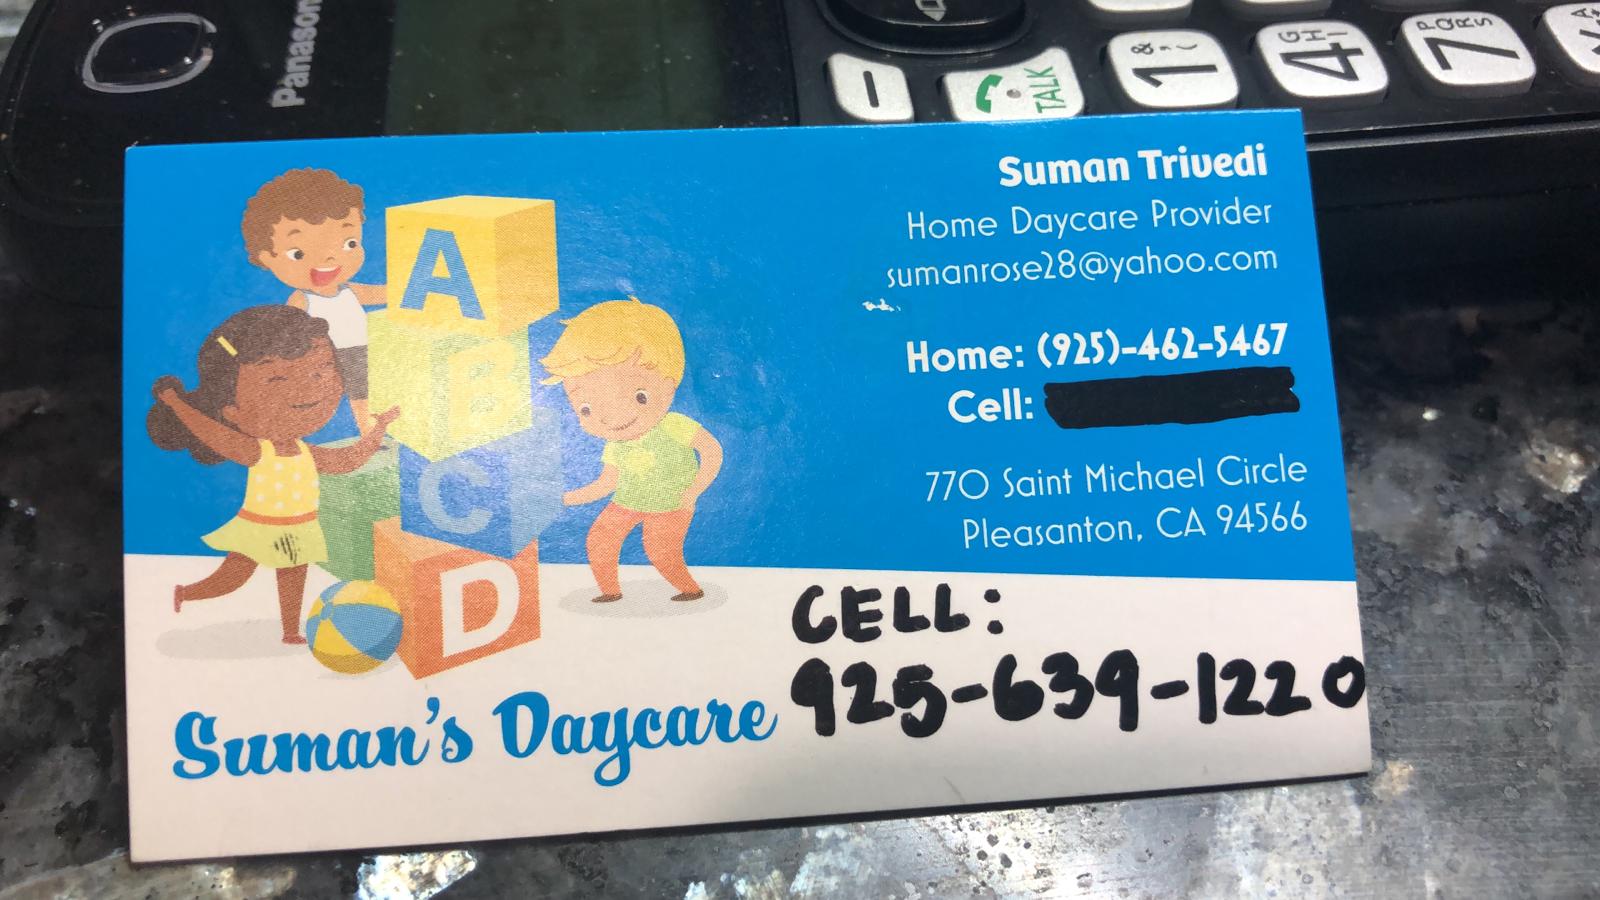 Panason
TALK
1 & ' (
4 GHI
7 PQRS
Suman Trivedi
Home Daycare Provider
sumanrose28@yahoo.com
Home: (925)-462-5467
Cell:
770 Saint Michael Circle
Pleasanton, CA 94566
A
B
C
D
CELL:
925-639-1220
Suman's Daycare